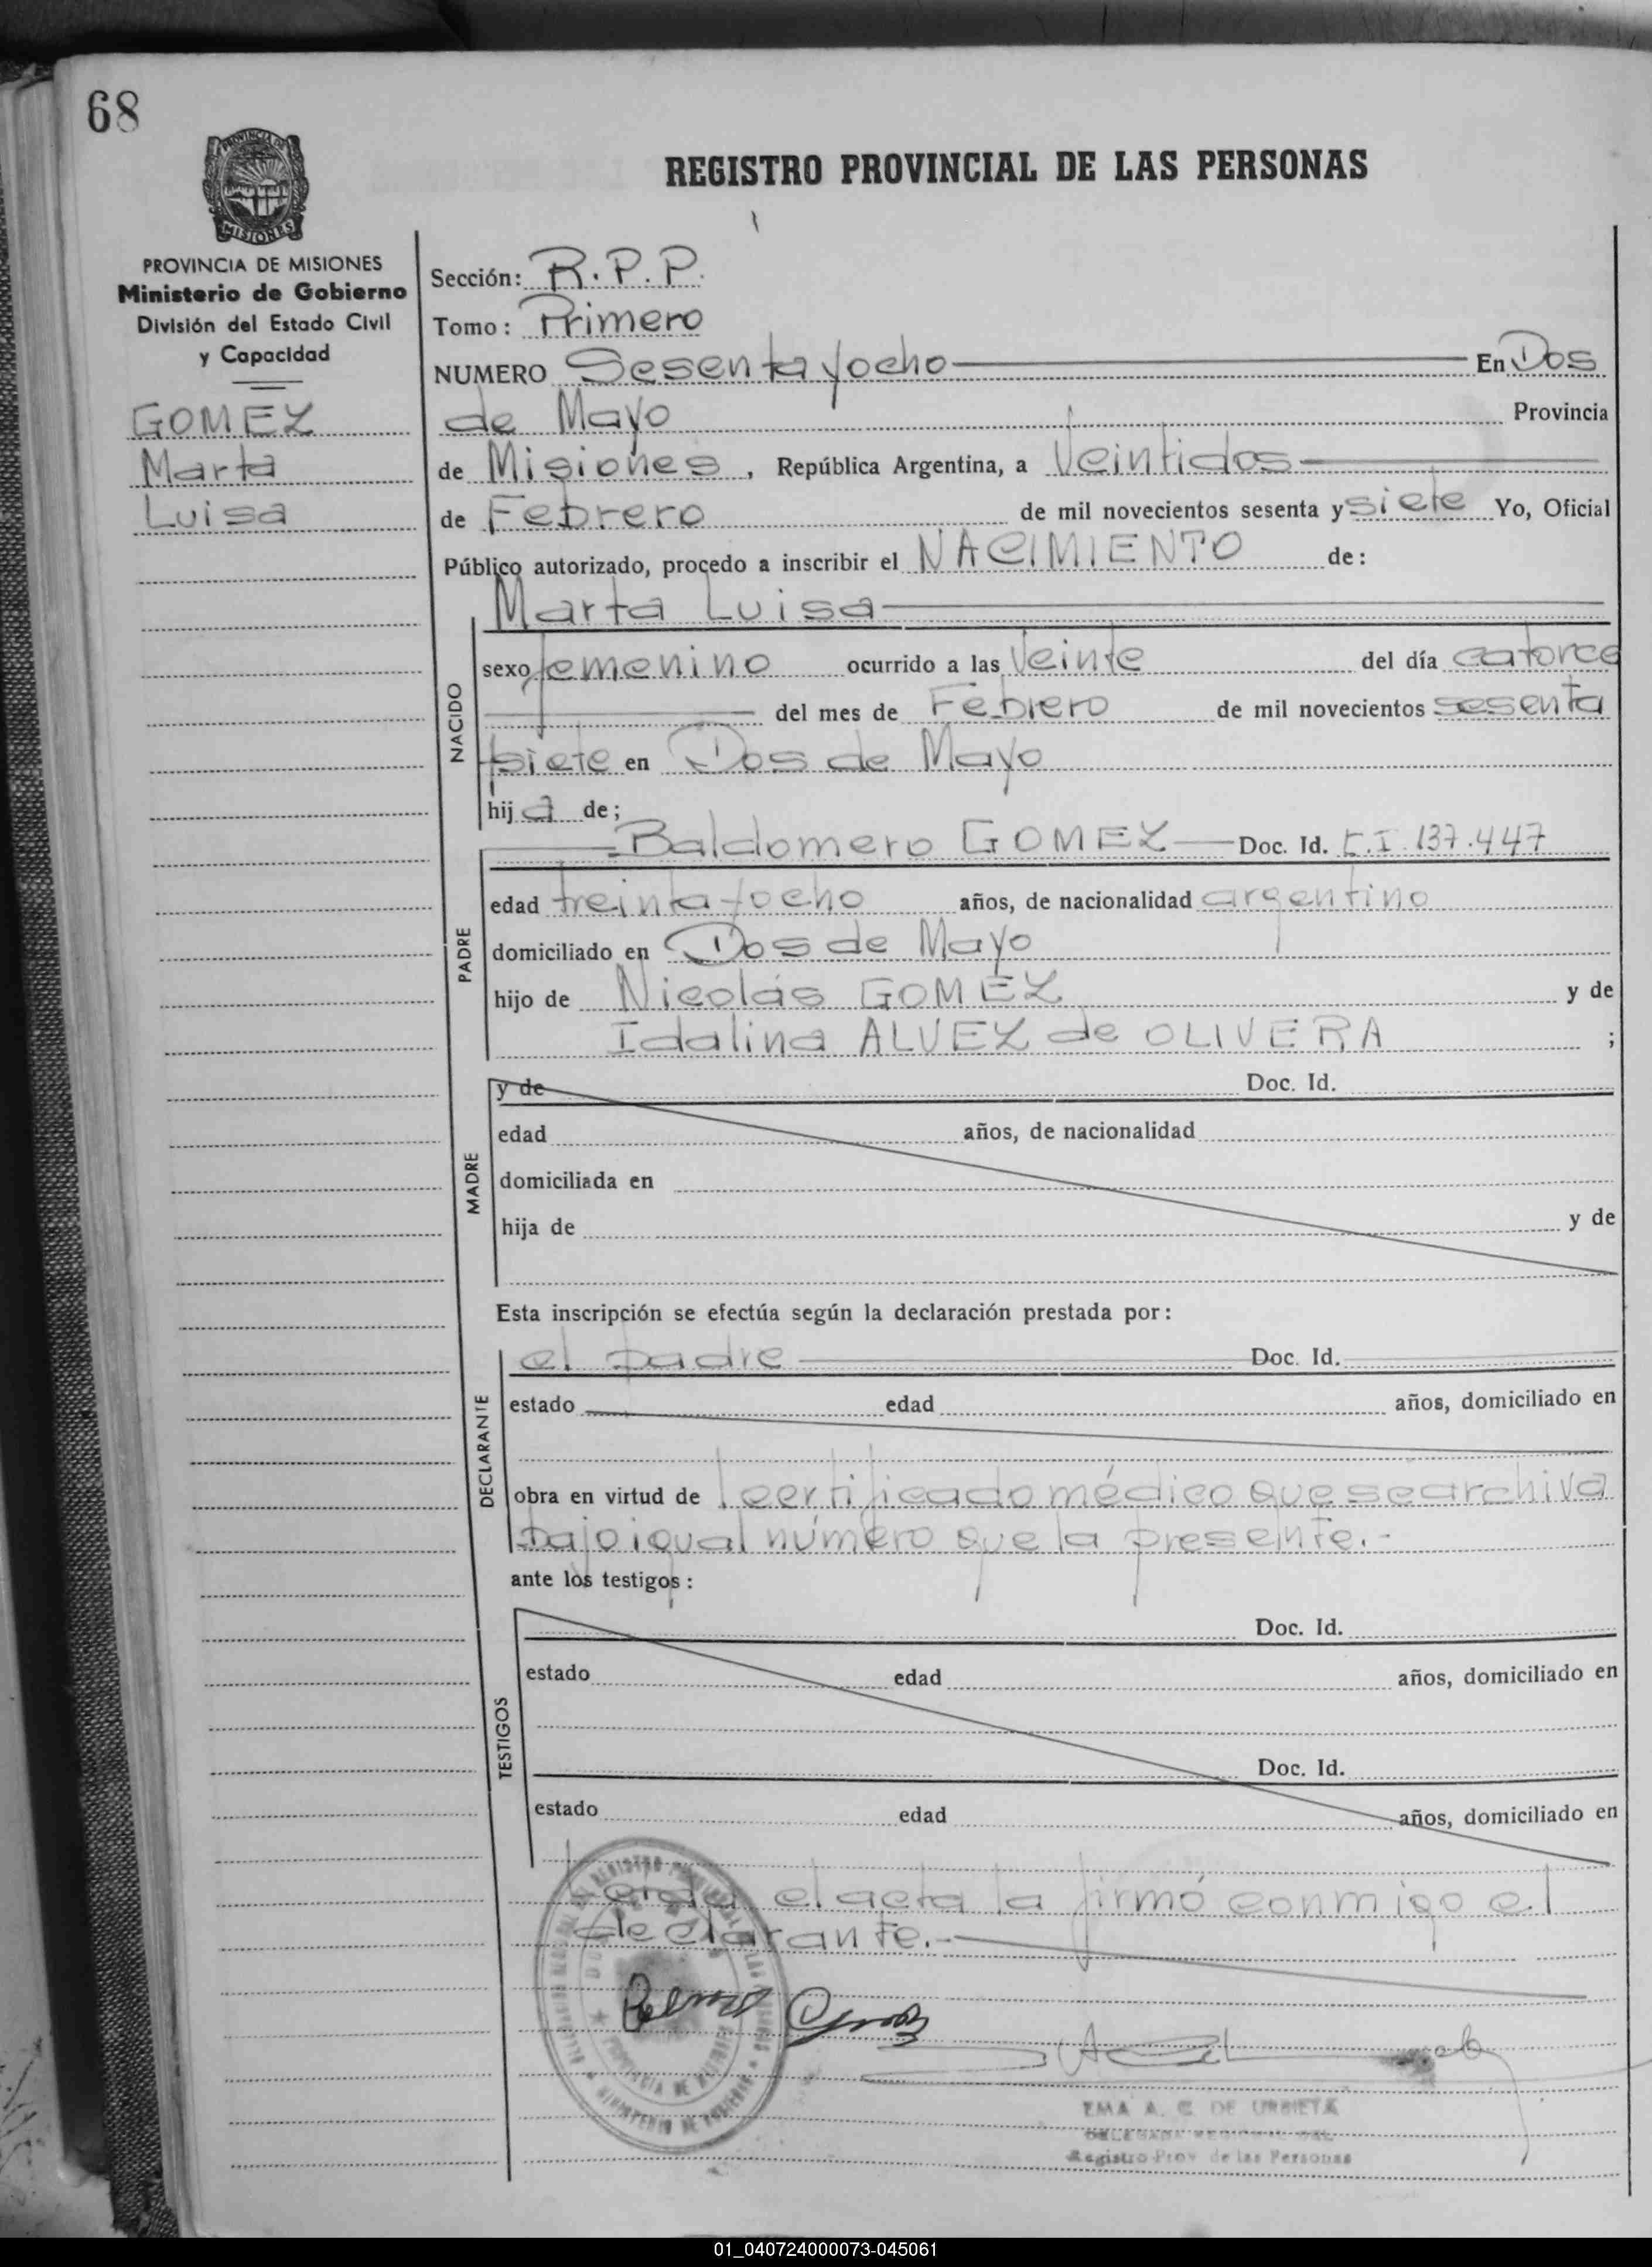 68
PROVINCIA DE
MISIONES
REGISTRO PROVINCIAL DE LAS PERSONAS
PROVINCIA DE MISIONES
Ministerio de Gobierno
División del Estado Civil
y Capacidad
GOMEZ
Marta
Luisa
Sección: R.P.P.
Tomo: Primero
NUMERO Sesenta y ocho En Dos
de Mayo Provincia
de Misiones, República Argentina, a Veintidos
de Febrero de mil novecientos sesenta y siete Yo, Oficial
Público autorizado, procedo a inscribir el NACIMIENTO de:
Marta Luisa
NACIDO
sexo femenino ocurrido a las Veinte del día catorce
del mes de Febrero de mil novecientos sesenta
siete en Dos de Mayo
hija de;
PADRE
Baldomero GOMEZ Doc. Id. C.I. 137.447
edad treinta y ocho años, de nacionalidad argentino
domiciliado en Dos de Mayo
hijo de Nicolás GOMEZ y de
Idalina ALVEZ de OLIVERA ;
MADRE
y de Doc. Id.
edad años, de nacionalidad
domiciliada en
hija de y de
Esta inscripción se efectúa según la declaración prestada por:
DECLARANTE
el padre Doc. Id.
estado edad años, domiciliado en
obra en virtud de certificado médico que se archiva
bajo igual número que la presente.-
ante los testigos:
TESTIGOS
Doc. Id.
estado edad años, domiciliado en
Doc. Id.
estado edad años, domiciliado en
Leída el acta la firmó conmigo el
declarante.-
EMA A. C. DE URBIETA
Registro Prov de las Personas
01_040724000073-045061